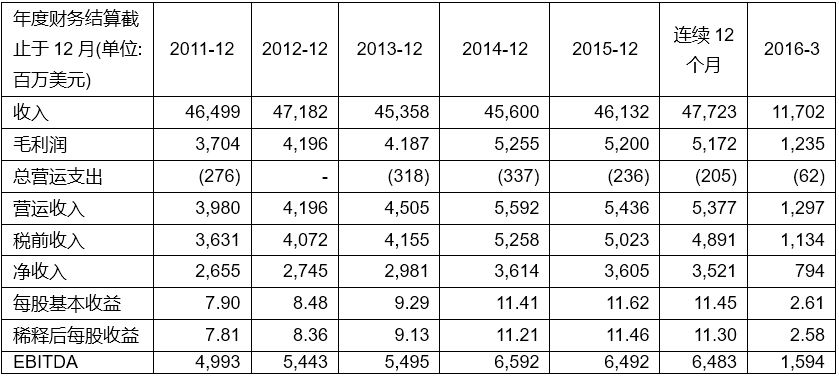 年度财务结算截止于 12 月(单位:百万美元) 2011-12 2012-12 2013-12 2014-12 2015-12 连续 12 个月 2016-3
收入 46,499 47,182 45,358 45,600 46,132 47,723 11,702
毛利润 3,704 4,196 4.187 5,255 5,200 5,172 1,235
总营运支出 (276) - (318) (337) (236) (205) (62)
营运收入 3,980 4,196 4,505 5,592 5,436 5,377 1,297
税前收入 3,631 4,072 4,155 5,258 5,023 4,891 1,134
净收入 2,655 2,745 2,981 3,614 3,605 3,521 794
每股基本收益 7.90 8.48 9.29 11.41 11.62 11.45 2.61
稀释后每股收益 7.81 8.36 9.13 11.21 11.46 11.30 2.58
EBITDA 4,993 5,443 5,495 6,592 6,492 6,483 1,594